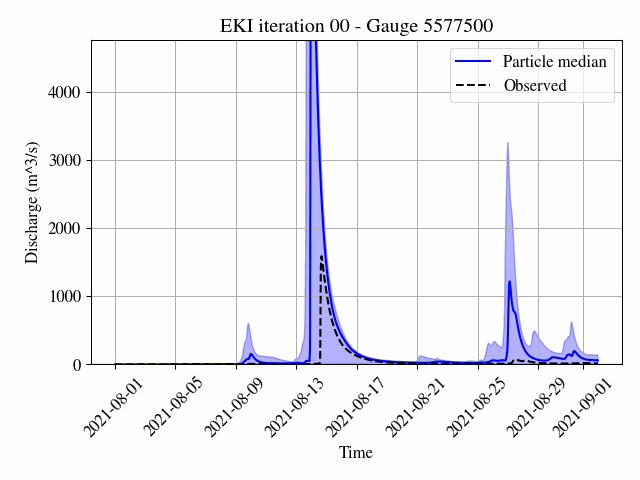 EKI iteration 00 - Gauge 5577500
Particle median
Observed
4000
3000
2000
1000
0
Discharge (m^3/s)
2021-08-01
2021-08-05
2021-08-09
2021-08-13
2021-08-17
2021-08-21
2021-08-25
2021-08-29
2021-09-01
Time